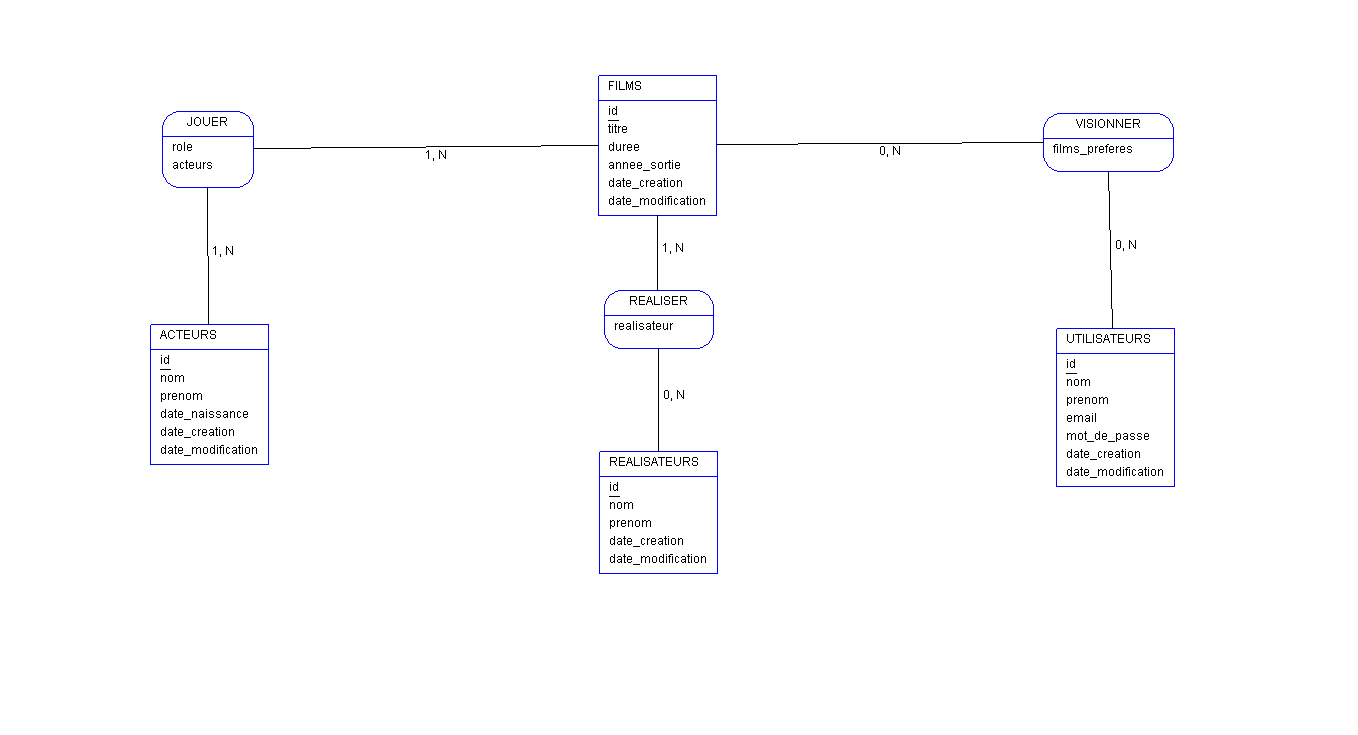 FILMS
id
titre
duree
annee_sortie
date_creation
date_modification
JOUER
role
acteurs
1, N
0, N
VISIONNER
films_preferes
1, N
1, N
0, N
REALISER
realisateur
ACTEURS
id
nom
prenom
date_naissance
date_creation
date_modification
0, N
UTILISATEURS
id
nom
prenom
email
mot_de_passe
date_creation
date_modification
REALISATEURS
id
nom
prenom
date_creation
date_modification